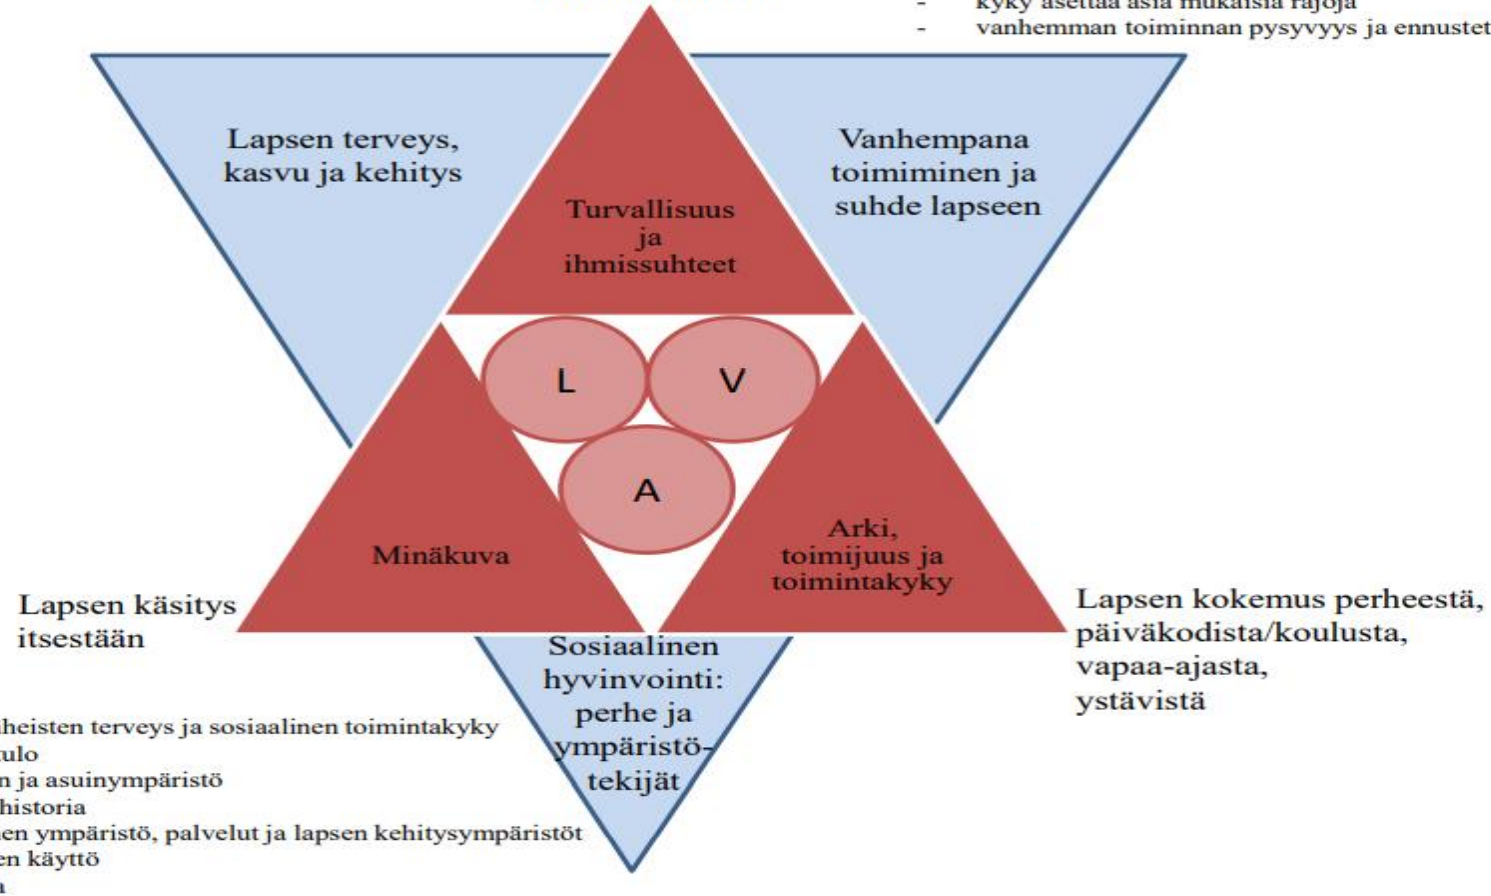 - kyky asettaa asia mukaisia rajoja
- vanhemman toiminnan pysyvyys ja ennustet
Lapsen terveys,
kasvu ja kehitys
Vanhempana
toimiminen ja
suhde lapseen
Turvallisuus
ja
ihmissuhteet
L
V
A
Minäkuva
Arki,
toimijuus ja
toimintakyky
Lapsen käsitys
itsestään
Lapsen kokemus perheestä,
päiväkodista/koulusta,
vapaa-ajasta,
ystävistä
Sosiaalinen
hyvinvointi:
perhe ja
ympäristö-
tekijät
heisten terveys ja sosiaalinen toimintakyky
ulo
n ja asuinympäristö
historia
en ympäristö, palvelut ja lapsen kehitysympäristöt
en käyttö